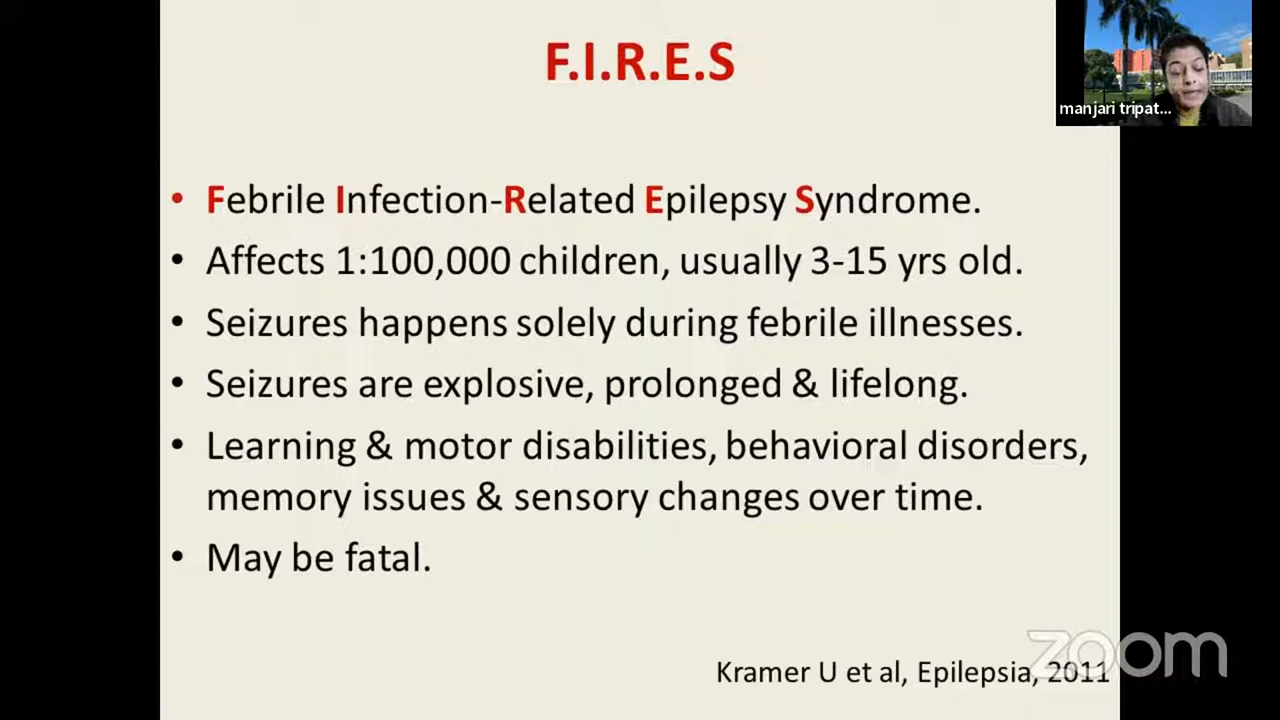 F.I.R.E.S
manjari tripat...
• Febrile Infection-Related Epilepsy Syndrome.
• Affects 1:100,000 children, usually 3-15 yrs old.
• Seizures happens solely during febrile illnesses.
• Seizures are explosive, prolonged & lifelong.
• Learning & motor disabilities, behavioral disorders,
memory issues & sensory changes over time.
• May be fatal.
zoom
Kramer U et al, Epilepsia, 2011